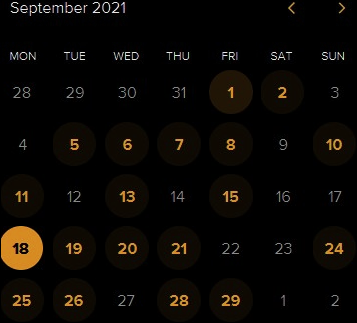 September 2021
MON TUE WED THU FRI SAT SUN
28 29 30 31 1 2 3
4 5 6 7 8 9 10
11 12 13 14 15 16 17
18 19 20 21 22 23 24
25 26 27 28 29 1 2